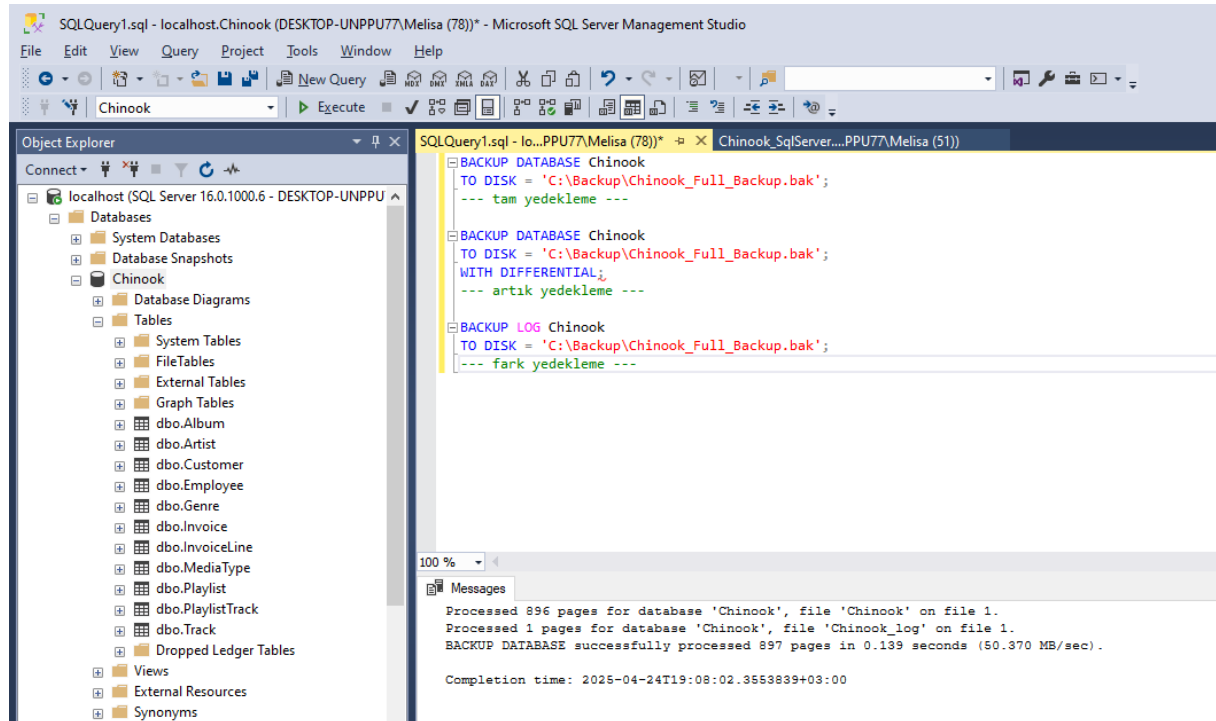 SQLQuery1.sql - localhost.Chinook (DESKTOP-UNPPU77\Melisa (78))* - Microsoft SQL Server Management Studio
File Edit View Query Project Tools Window Help
New Query MDX DMX XMLA DAX
Chinook Execute
Object Explorer
Connect
localhost (SQL Server 16.0.1000.6 - DESKTOP-UNPPU
Databases
System Databases
Database Snapshots
Chinook
Database Diagrams
Tables
System Tables
FileTables
External Tables
Graph Tables
dbo.Album
dbo.Artist
dbo.Customer
dbo.Employee
dbo.Genre
dbo.Invoice
dbo.InvoiceLine
dbo.MediaType
dbo.Playlist
dbo.PlaylistTrack
dbo.Track
Dropped Ledger Tables
Views
External Resources
Synonyms
SQLQuery1.sql - lo...PPU77\Melisa (78))* Chinook_SqlServer....PPU77\Melisa (51))
BACKUP DATABASE Chinook
TO DISK = 'C:\Backup\Chinook_Full_Backup.bak';
--- tam yedekleme ---
BACKUP DATABASE Chinook
TO DISK = 'C:\Backup\Chinook_Full_Backup.bak';
WITH DIFFERENTIAL;
--- artık yedekleme ---
BACKUP LOG Chinook
TO DISK = 'C:\Backup\Chinook_Full_Backup.bak';
--- fark yedekleme ---
100 %
Messages
Processed 896 pages for database 'Chinook', file 'Chinook' on file 1.
Processed 1 pages for database 'Chinook', file 'Chinook_log' on file 1.
BACKUP DATABASE successfully processed 897 pages in 0.139 seconds (50.370 MB/sec).
Completion time: 2025-04-24T19:08:02.3553839+03:00